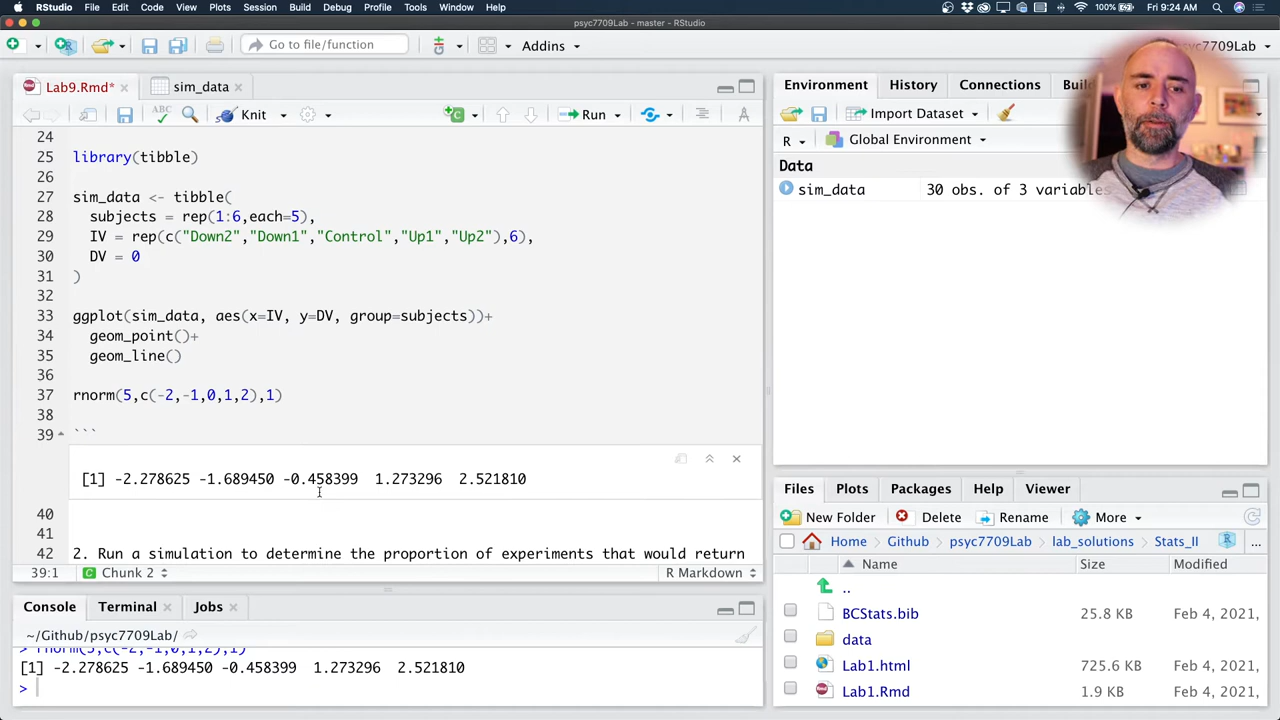 RStudio File Edit Code View Plots Session Build Debug Profile Tools Window Help 100% Fri 9:24 AM
psyc7709Lab - master - RStudio
Go to file/function Addins psyc7709Lab
Lab9.Rmd* sim_data
ABC Knit Run
24
25 library(tibble)
26
27 sim_data <- tibble(
28 subjects = rep(1:6,each=5),
29 IV = rep(c("Down2","Down1","Control","Up1","Up2"),6),
30 DV = 0
31 )
32
33 ggplot(sim_data, aes(x=IV, y=DV, group=subjects))+
34 geom_point()+
35 geom_line()
36
37 rnorm(5,c(-2,-1,0,1,2),1)
38
39 ```
[1] -2.278625 -1.689450 -0.458399 1.273296 2.521810
40
41
42 2. Run a simulation to determine the proportion of experiments that would return
39:1 Chunk 2 R Markdown
Console Terminal Jobs
~/Github/psyc7709Lab/
> rnorm(5,c(-2,-1,0,1,2),1)
[1] -2.278625 -1.689450 -0.458399 1.273296 2.521810
>
Environment History Connections
Import Dataset
R Global Environment
Data
sim_data 30 obs. of 3 variables
Files Plots Packages Help Viewer
New Folder Delete Rename More
Home Github psyc7709Lab lab_solutions Stats_II ...
Name Size Modified
..
BCStats.bib 25.8 KB Feb 4, 2021,
data
Lab1.html 725.6 KB Feb 4, 2021,
Lab1.Rmd 1.9 KB Feb 4, 2021,